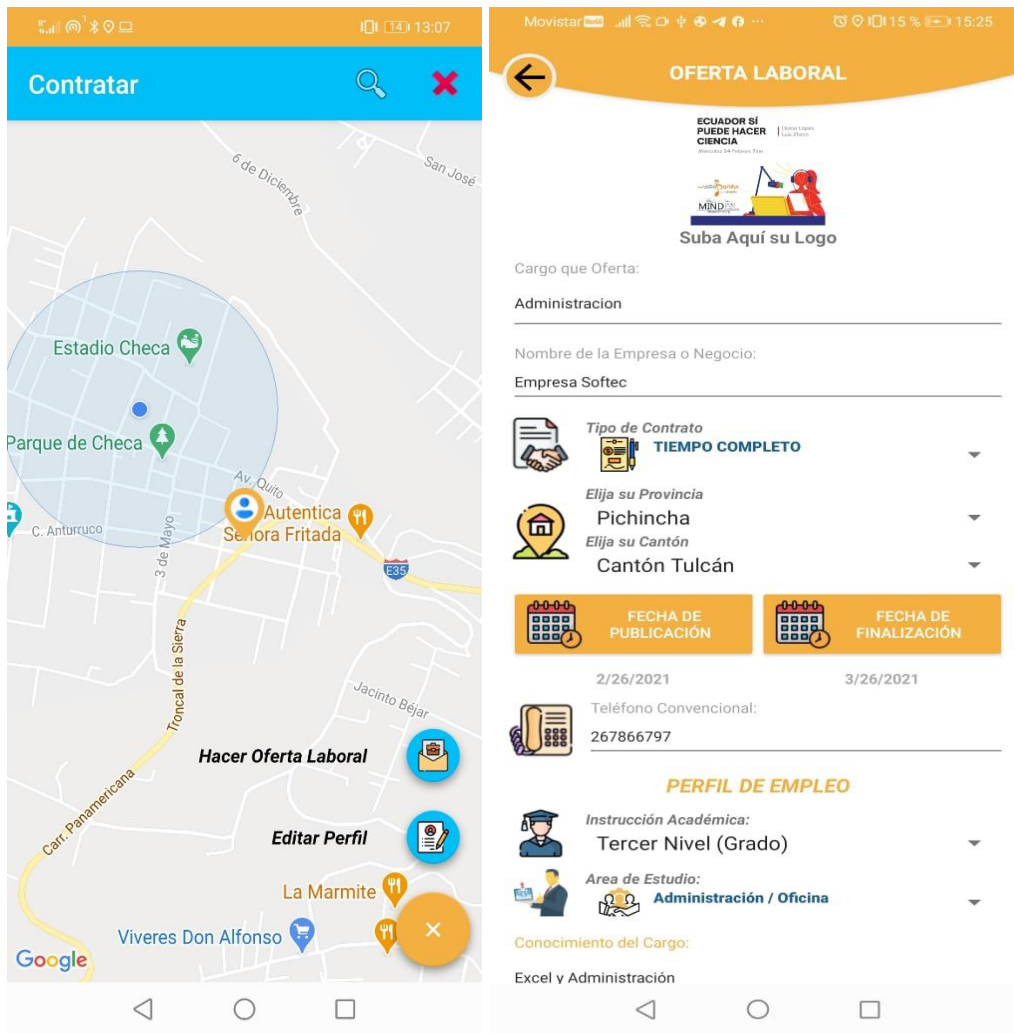 14 13:07
Contratar
6 de Diciembre
San José
Estadio Checa
Parque de Checa
Av. Quito
Autentica
Señora Fritada
C. Anturruco
3 de Mayo
E35
Troncal de la Sierra
Jacinto Béjar
Hacer Oferta Laboral
Carr. Panamericana
Editar Perfil
La Marmite
Viveres Don Alfonso
Google
Movistar 15 % 15:25
OFERTA LABORAL
ECUADOR SÍ
PUEDE HACER
CIENCIA
MIND
Suba Aquí su Logo
Cargo que Oferta:
Administracion
Nombre de la Empresa o Negocio:
Empresa Softec
Tipo de Contrato
TIEMPO COMPLETO
Elija su Provincia
Pichincha
Elija su Cantón
Cantón Tulcán
FECHA DE
PUBLICACIÓN
FECHA DE
FINALIZACIÓN
2/26/2021
3/26/2021
Teléfono Convencional:
267866797
PERFIL DE EMPLEO
Instrucción Académica:
Tercer Nivel (Grado)
Area de Estudio:
Administración / Oficina
Conocimiento del Cargo:
Excel y Administración